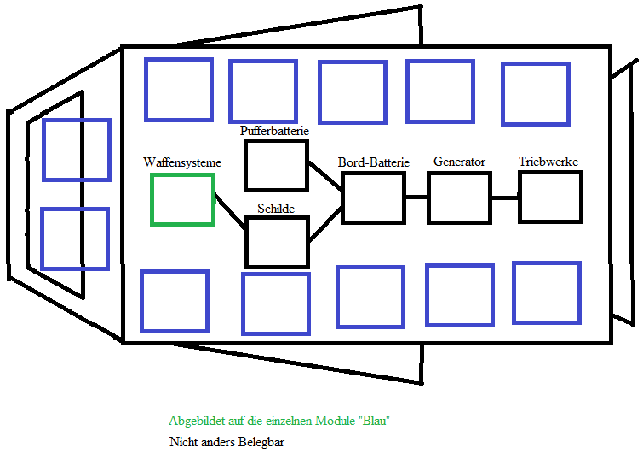 Pufferbatterie
Waffensysteme
Bord-Batterie
Generator
Triebwerke
Schilde
Abgebildet auf die einzelnen Module "Blau"
Nicht anders Belegbar